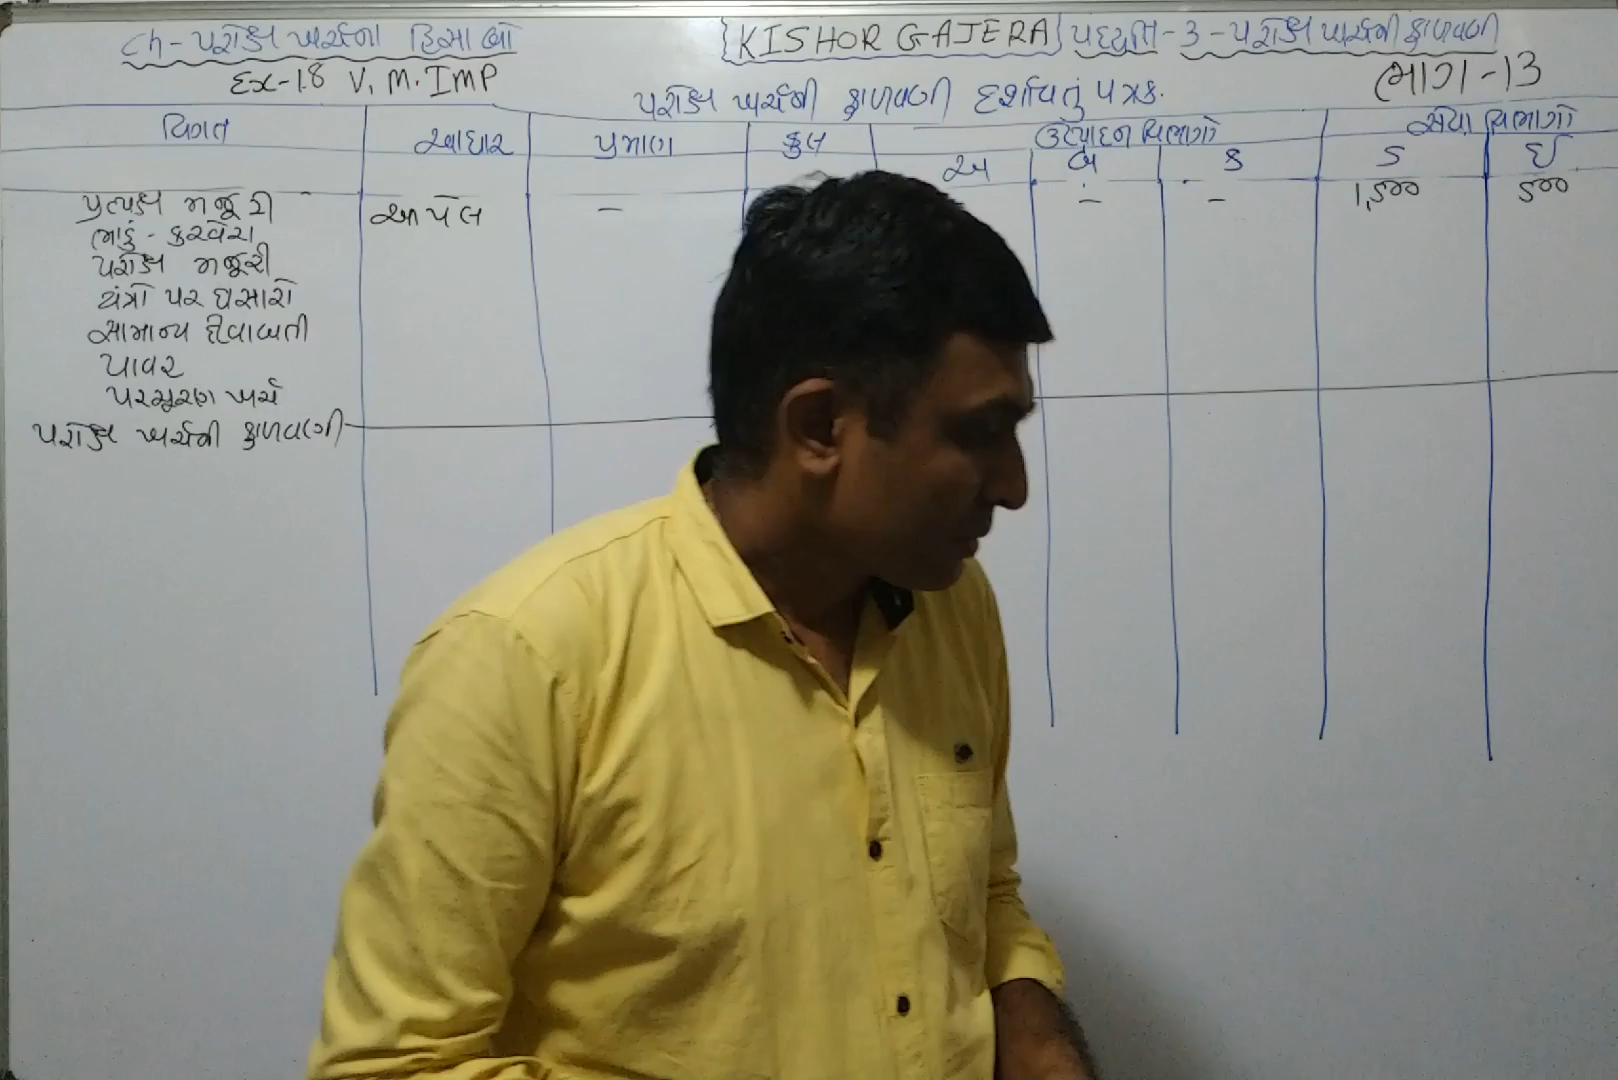 Ch - પરોક્ષ ખર્ચના હિસાબો
{KISHOR GAJERA} પદ્ધતિ - 3 - પરોક્ષ ખર્ચની ફાળવણી
Ex-18 V. M. IMP
ભાગ - 13
પરોક્ષ ખર્ચની ફાળવણી દર્શાવતું પત્રક.
વિગત આધાર પ્રમાણ કુલ ઉત્પાદન વિભાગો સેવા વિભાગો
અ બ ક ડ ઈ
પ્રત્યક્ષ મજૂરી આપેલ - - - 1,500 500
ભાડું - કરવેરા
પરોક્ષ મજૂરી
યંત્રો પર ઘસારો
સામાન્ય દીવાબત્તી
પાવર
પરચૂરણ ખર્ચ
પરોક્ષ ખર્ચની ફાળવણી